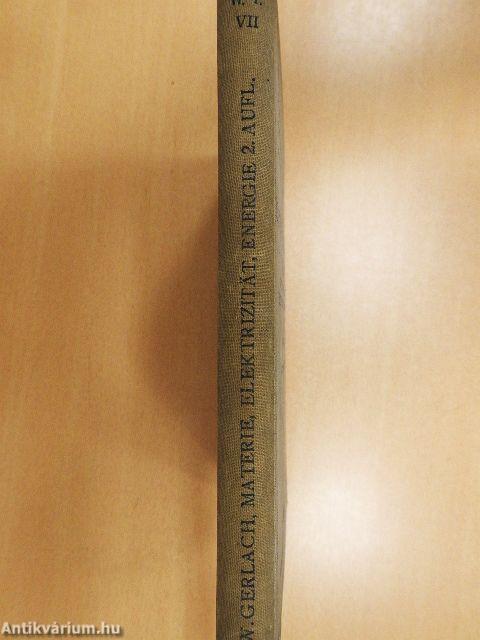 VII
W. GERLACH, MATERIE, ELEKTRIZITÄT, ENERGIE 2. AUFL.
Antikvárium.hu